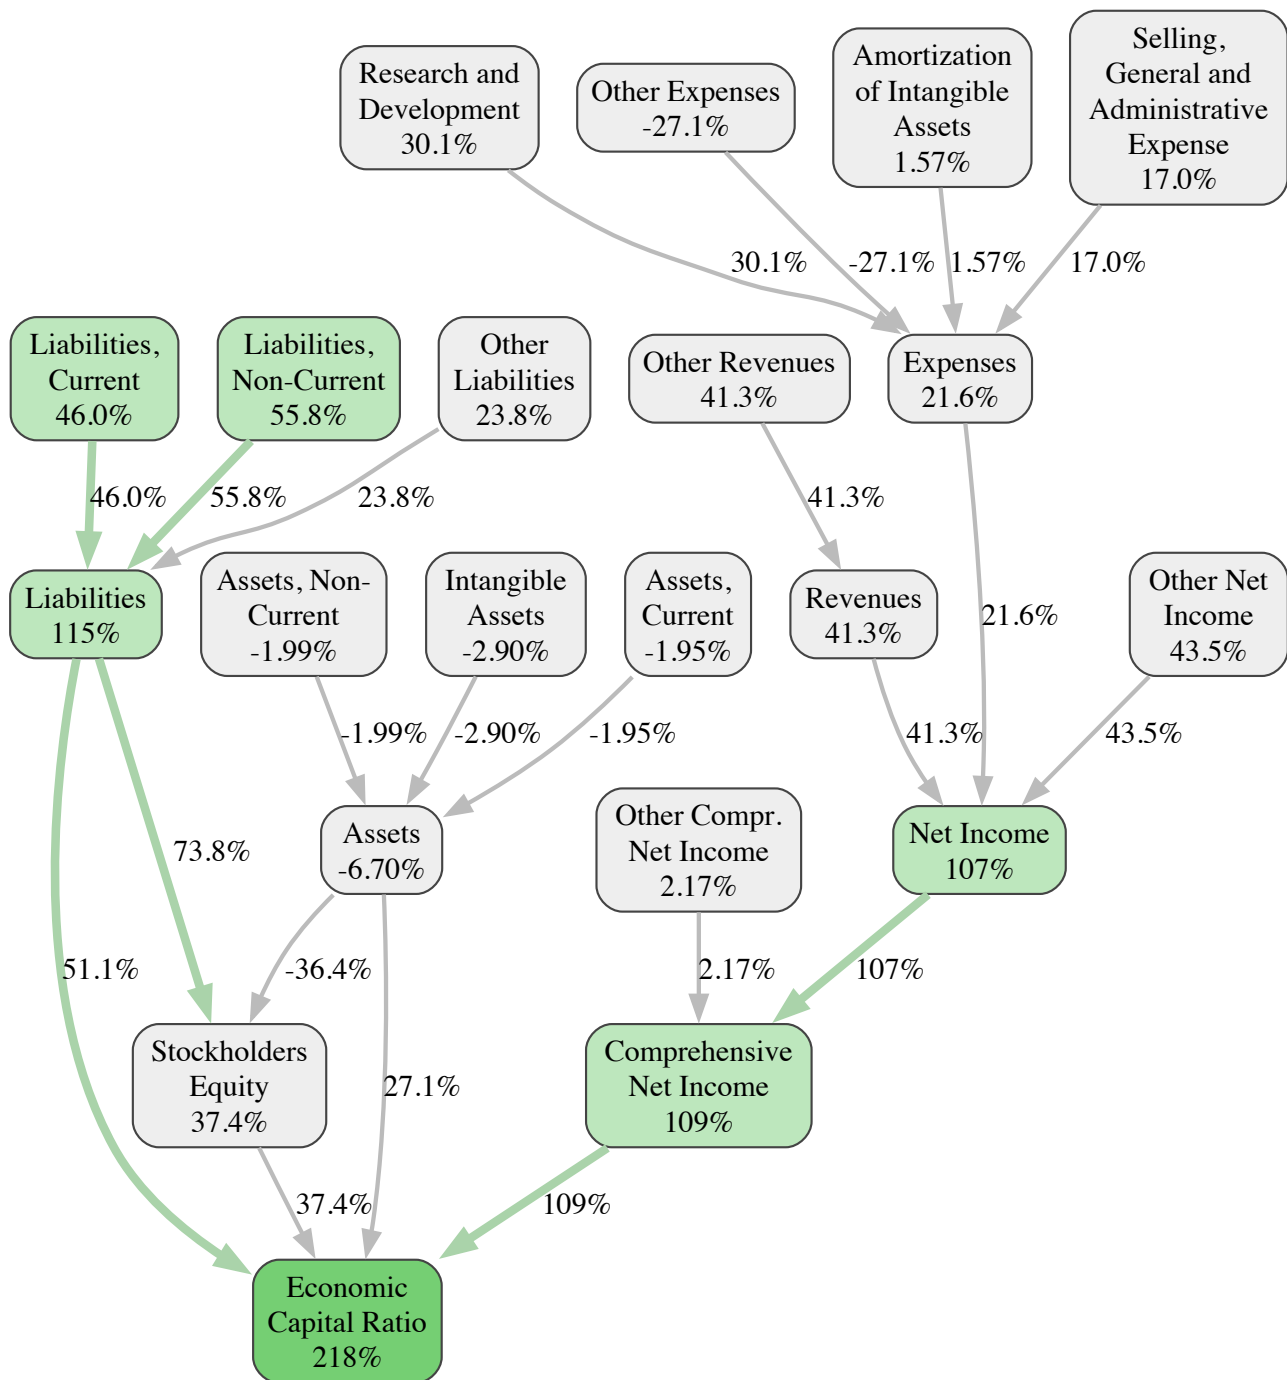 Research and
Development
30.1%
Other Expenses
-27.1%
Amortization
of Intangible
Assets
1.57%
Selling,
General and
Administrative
Expense
17.0%
30.1%
-27.1%
1.57%
17.0%
Liabilities,
Current
46.0%
Liabilities,
Non-Current
55.8%
Other
Liabilities
23.8%
Other Revenues
41.3%
Expenses
21.6%
46.0%
55.8%
23.8%
41.3%
Liabilities
115%
Assets, Non-
Current
-1.99%
Intangible
Assets
-2.90%
Assets,
Current
-1.95%
Revenues
41.3%
21.6%
Other Net
Income
43.5%
-1.99%
-2.90%
-1.95%
41.3%
43.5%
73.8%
Assets
-6.70%
Other Compr.
Net Income
2.17%
Net Income
107%
51.1%
-36.4%
2.17%
107%
Stockholders
Equity
37.4%
27.1%
Comprehensive
Net Income
109%
37.4%
109%
Economic
Capital Ratio
218%